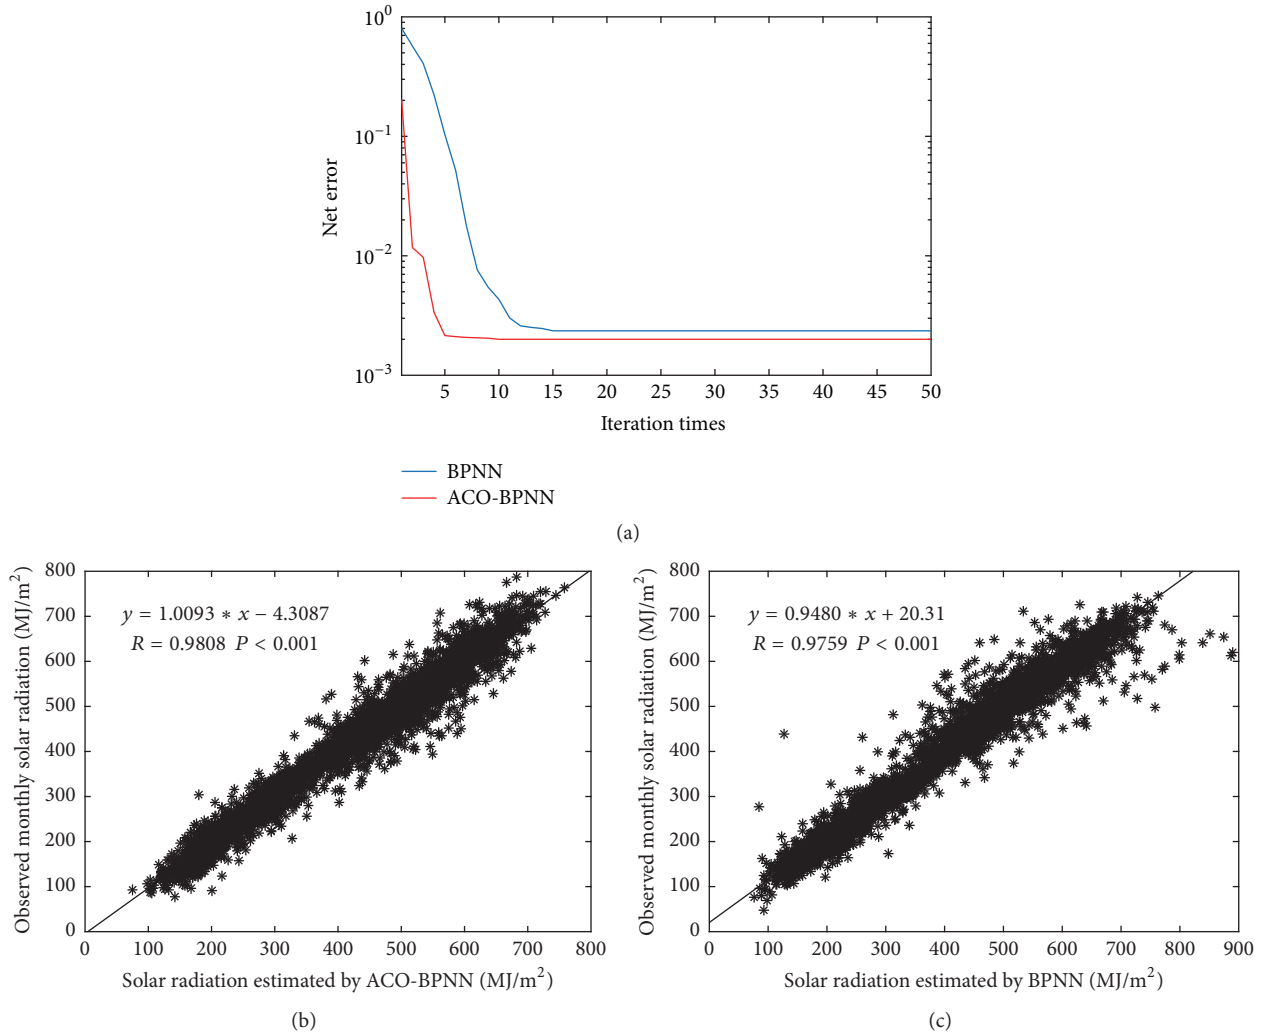 10^0
10^−1
10^−2
10^−3
Net error
5 10 15 20 25 30 35 40 45 50
Iteration times
BPNN
ACO-BPNN
(a)
800
700
600
500
400
300
200
100
0
Observed monthly solar radiation (MJ/m^2)
y = 1.0093 ∗ x − 4.3087
R = 0.9808 P < 0.001
100 200 300 400 500 600 700 800
Solar radiation estimated by ACO-BPNN (MJ/m^2)
(b)
800
700
600
500
400
300
200
100
0
Observed monthly solar radiation (MJ/m^2)
y = 0.9480 ∗ x + 20.31
R = 0.9759 P < 0.001
0 100 200 300 400 500 600 700 800 900
Solar radiation estimated by BPNN (MJ/m^2)
(c)